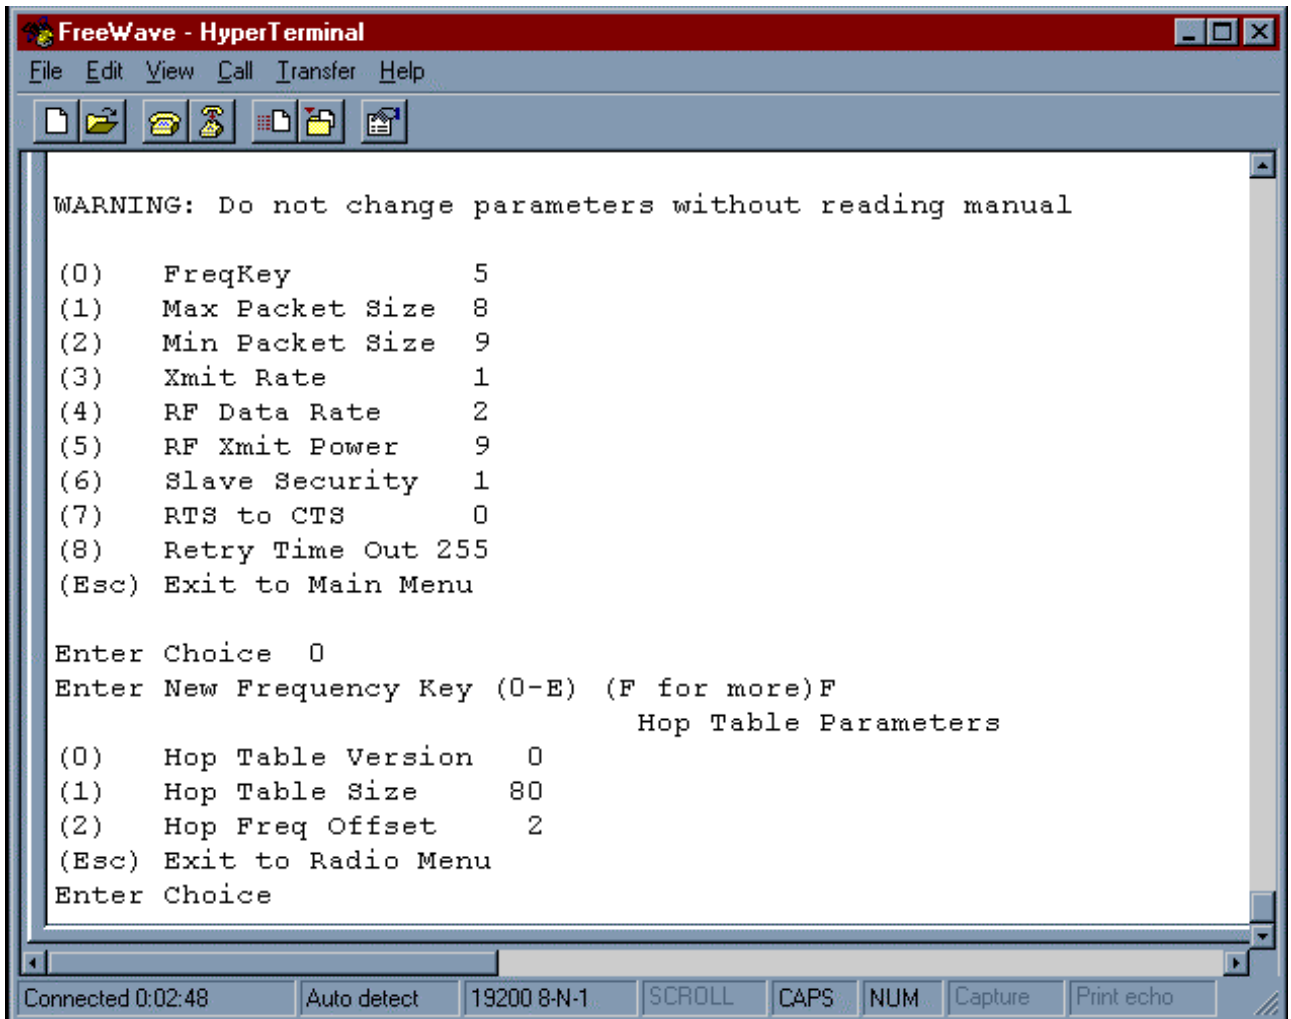 FreeWave - HyperTerminal
File Edit View Call Transfer Help
WARNING: Do not change parameters without reading manual
(0) FreqKey 5
(1) Max Packet Size 8
(2) Min Packet Size 9
(3) Xmit Rate 1
(4) RF Data Rate 2
(5) RF Xmit Power 9
(6) Slave Security 1
(7) RTS to CTS 0
(8) Retry Time Out 255
(Esc) Exit to Main Menu
Enter Choice 0
Enter New Frequency Key (0-E) (F for more)F
Hop Table Parameters
(0) Hop Table Version 0
(1) Hop Table Size 80
(2) Hop Freq Offset 2
(Esc) Exit to Radio Menu
Enter Choice
Connected 0:02:48 Auto detect 19200 8-N-1 SCROLL CAPS NUM Capture Print echo